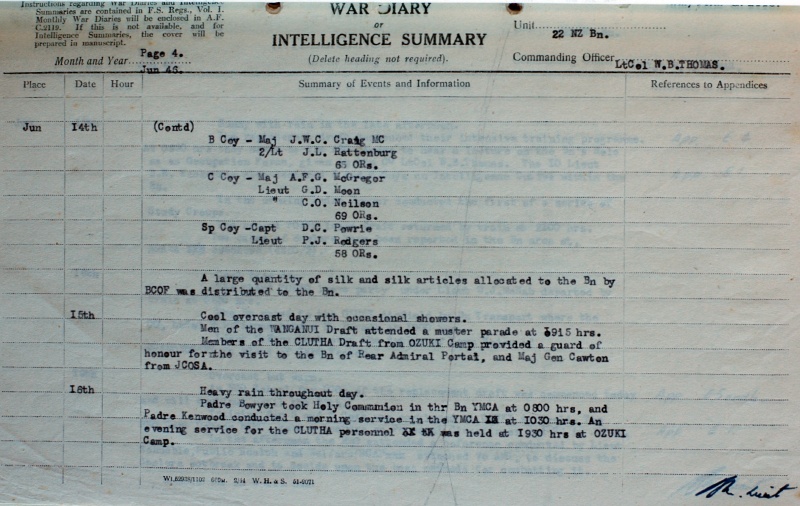 Instructions regarding War Diaries and Intelligence
Summaries are contained in F.S. Regs., Vol. I.
Monthly War Diaries will be enclosed in A.F.
C.2119. If this is not available, and for
Intelligence Summaries, the cover will be
prepared in manuscript.
WAR DIARY
or
INTELLIGENCE SUMMARY
(Delete heading not required).
Unit 22 NZ Bn.
Commanding Officer LtCol W.B.THOMAS.
Page 4.
Month and Year Jun 46.
Place Date Hour Summary of Events and Information References to Appendices
Jun 14th (Contd)
B Coy - Maj J.W.C. Craig MC
2/Lt J.L. Rattenburg
65 ORs.
C Coy - Maj A.F.G. McGregor
Lieut G.D. Moon
" C.O. Neilson
69 ORs.
Sp Coy -Capt D.C. Powrie
Lieut P.J. Rodgers
58 ORs.
A large quantity of silk and silk articles allocated to the Bn by
BCOF was distributed to the Bn.
15th Cool overcast day with occasional showers.
Men of the WANGANUI Draft attended a muster parade at 0915 hrs.
Members of the CLUTHA Draft from OZUKI Camp provided a guard of
honour for the visit to the Bn of Rear Admiral Portal, and Maj Gen Cawton
from JCOSA.
16th Heavy rain throughout day.
Padre Bowyer took Holy Communion in thr Bn YMCA at 0800 hrs, and
Padre Kenwood conducted a morning service in the YMCA at 1030 hrs. An
evening service for the CLUTHA personnel was held at 1930 hrs at OZUKI
Camp.
W. H. & S. 51-9071
Lieut